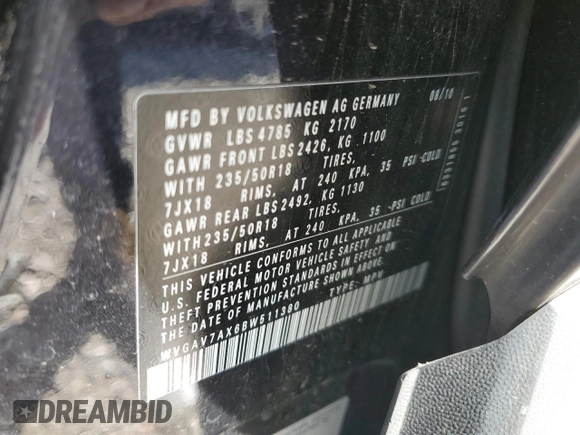 MFD BY VOLKSWAGEN AG GERMANY 08/10
GVWR LBS 4785 KG 2170
GAWR FRONT LBS 2426, KG 1100
WITH 235/50R18 TIRES,
7JX18 RIMS, AT 240 KPA, 35 PSI-COLD
GAWR REAR LBS 2492, KG 1130
WITH 235/50R18 TIRES,
7JX18 RIMS, AT 240 KPA, 35 -PSI COLD
THIS VEHICLE CONFORMS TO ALL APPLICABLE
U.S. FEDERAL MOTOR VEHICLE SAFETY AND
THEFT PREVENTION STANDARDS IN EFFECT ON
THE DATE OF MANUFACTURE SHOWN ABOVE.
WVGAV7AX6BW511380 TYPE: MPV
DREAMBID